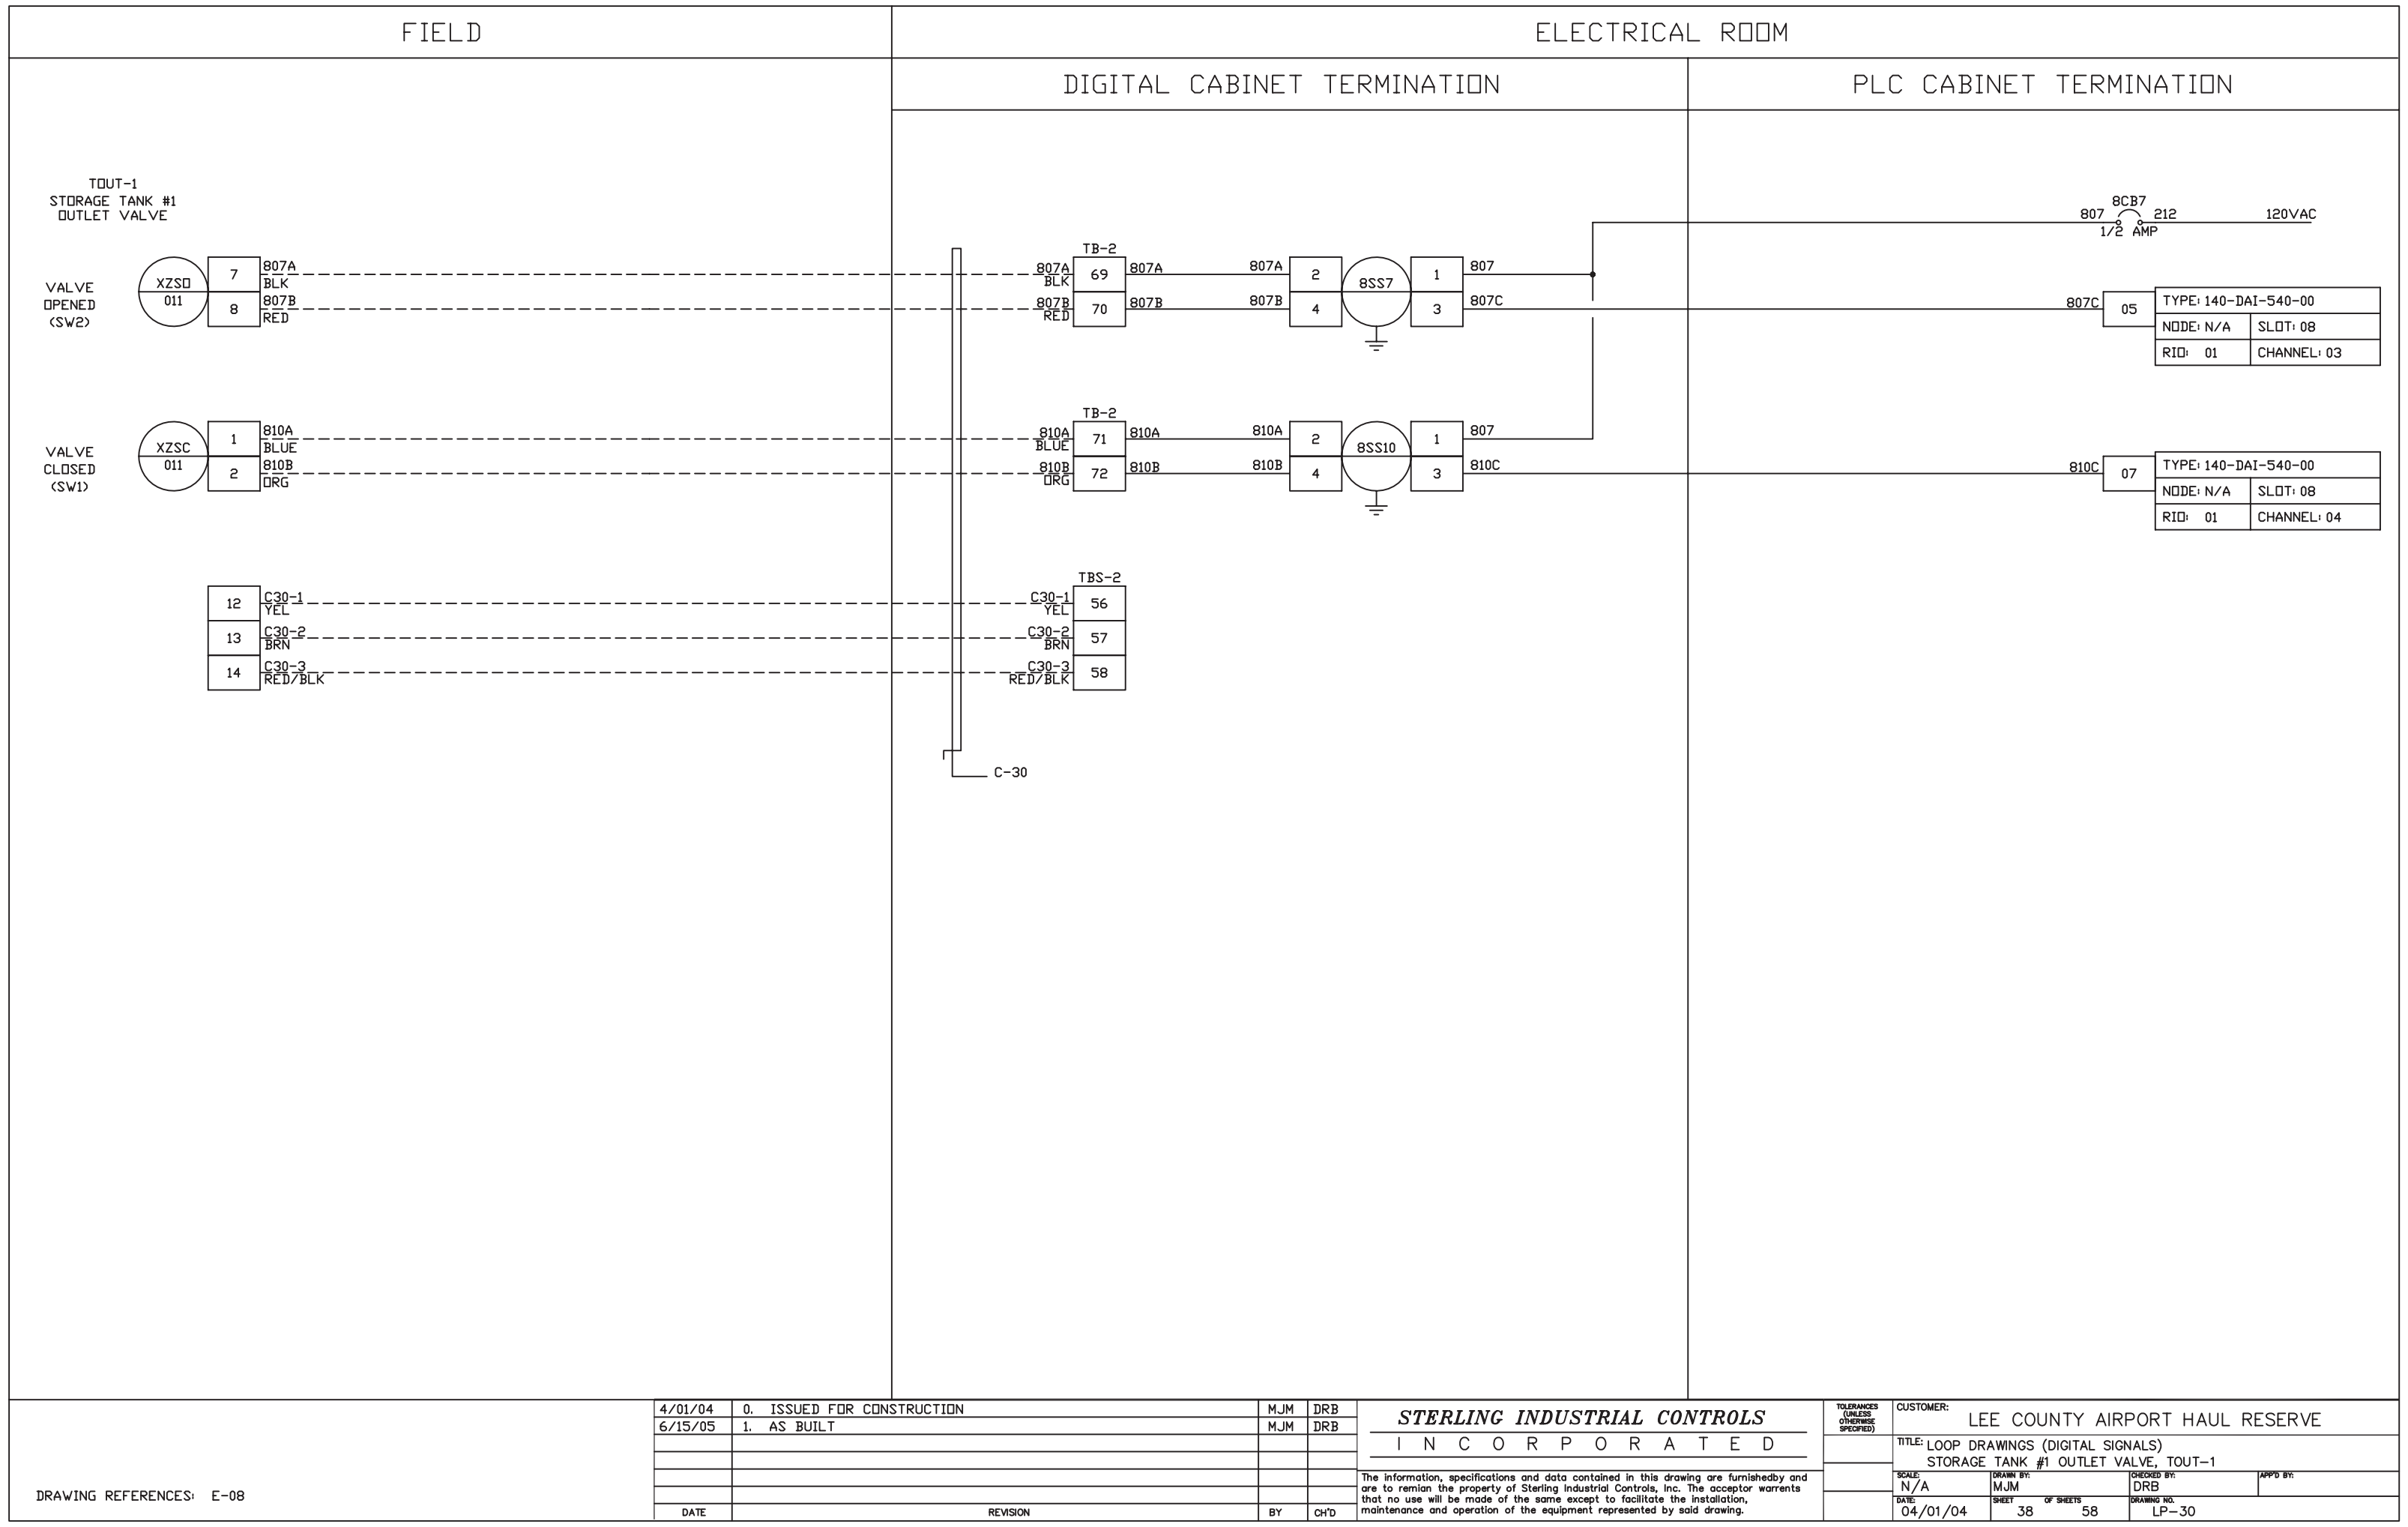 FIELD
ELECTRICAL ROOM
DIGITAL CABINET TERMINATION
PLC CABINET TERMINATION
TOUT-1
STORAGE TANK #1
OUTLET VALVE
8CB7
807 212 120VAC
1/2 AMP
VALVE
OPENED
(SW2)
XZSO
011
7
8
807A
BLK
807B
RED
TB-2
807A
BLK
807B
RED
69
70
807A
807B
807A
807B
2
4
8SS7
1
3
807
807C
807C
05
TYPE: 140-DAI-540-00
NODE: N/A SLOT: 08
RIO: 01 CHANNEL: 03
VALVE
CLOSED
(SW1)
XZSC
011
1
2
810A
BLUE
810B
ORG
TB-2
810A
BLUE
810B
ORG
71
72
810A
810B
810A
810B
2
4
8SS10
1
3
807
810C
810C
07
TYPE: 140-DAI-540-00
NODE: N/A SLOT: 08
RIO: 01 CHANNEL: 04
TBS-2
12 C30-1
YEL
C30-1
YEL
56
13 C30-2
BRN
C30-2
BRN
57
14 C30-3
RED/BLK
C30-3
RED/BLK
58
C-30
DRAWING REFERENCES: E-08
4/01/04 0. ISSUED FOR CONSTRUCTION MJM DRB
6/15/05 1. AS BUILT MJM DRB
DATE REVISION BY CH'D
STERLING INDUSTRIAL CONTROLS
INCORPORATED
The information, specifications and data contained in this drawing are furnishedby and
are to remian the property of Sterling Industrial Controls, Inc. The acceptor warrents
that no use will be made of the same except to facilitate the installation,
maintenance and operation of the equipment represented by said drawing.
TOLERANCES
(UNLESS
OTHERWISE
SPECIFIED)
CUSTOMER:
LEE COUNTY AIRPORT HAUL RESERVE
TITLE: LOOP DRAWINGS (DIGITAL SIGNALS)
STORAGE TANK #1 OUTLET VALVE, TOUT-1
SCALE: DRAWN BY: CHECKED BY: APP'D BY:
N/A MJM DRB
DATE: SHEET OF SHEETS DRAWING NO.
04/01/04 38 58 LP-30